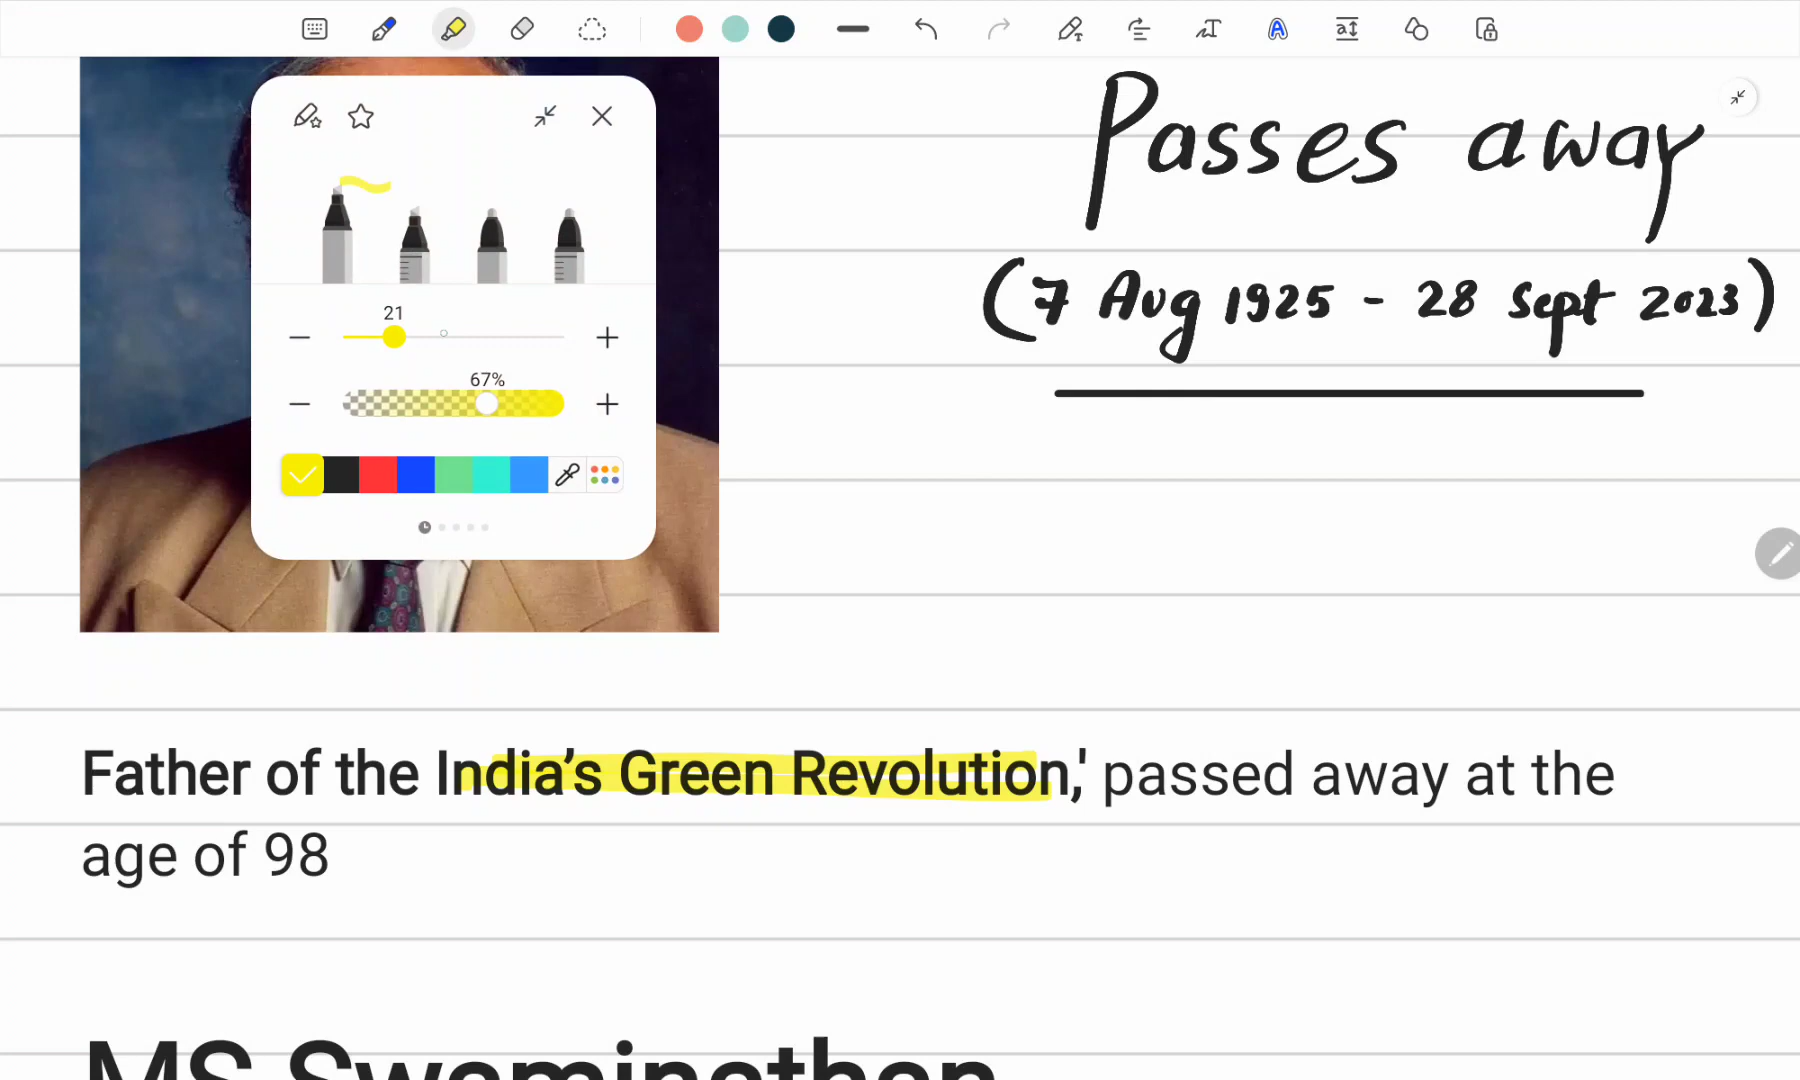 Passes away
(7 Aug 1925 - 28 Sept 2023)
21
67%
Father of the India’s Green Revolution,' passed away at the
age of 98
MS Swaminathan